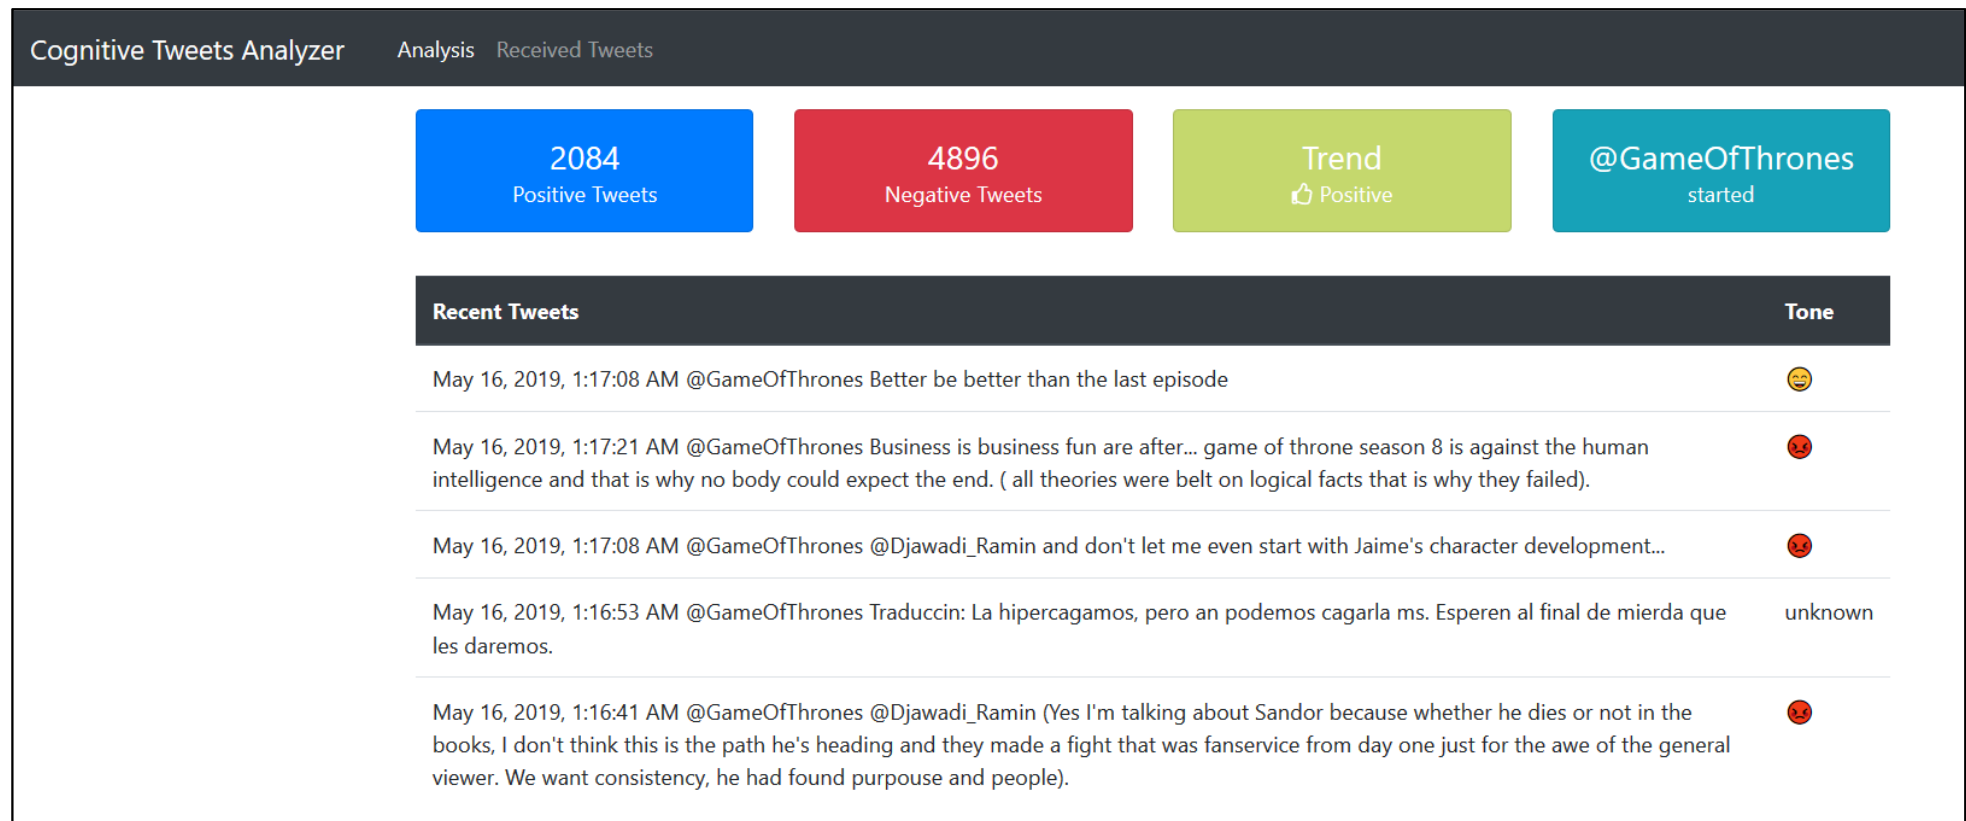 Cognitive Tweets Analyzer Analysis Received Tweets
2084
Positive Tweets
4896
Negative Tweets
Trend
Positive
@GameOfThrones
started
Recent Tweets Tone
May 16, 2019, 1:17:08 AM @GameOfThrones Better be better than the last episode
May 16, 2019, 1:17:21 AM @GameOfThrones Business is business fun are after... game of throne season 8 is against the human
intelligence and that is why no body could expect the end. ( all theories were belt on logical facts that is why they failed).
May 16, 2019, 1:17:08 AM @GameOfThrones @Djawadi_Ramin and don't let me even start with Jaime's character development...
May 16, 2019, 1:16:53 AM @GameOfThrones Traduccin: La hipercagamos, pero an podemos cagarla ms. Esperen al final de mierda que
les daremos.
unknown
May 16, 2019, 1:16:41 AM @GameOfThrones @Djawadi_Ramin (Yes I'm talking about Sandor because whether he dies or not in the
books, I don't think this is the path he's heading and they made a fight that was fanservice from day one just for the awe of the general
viewer. We want consistency, he had found purpouse and people).